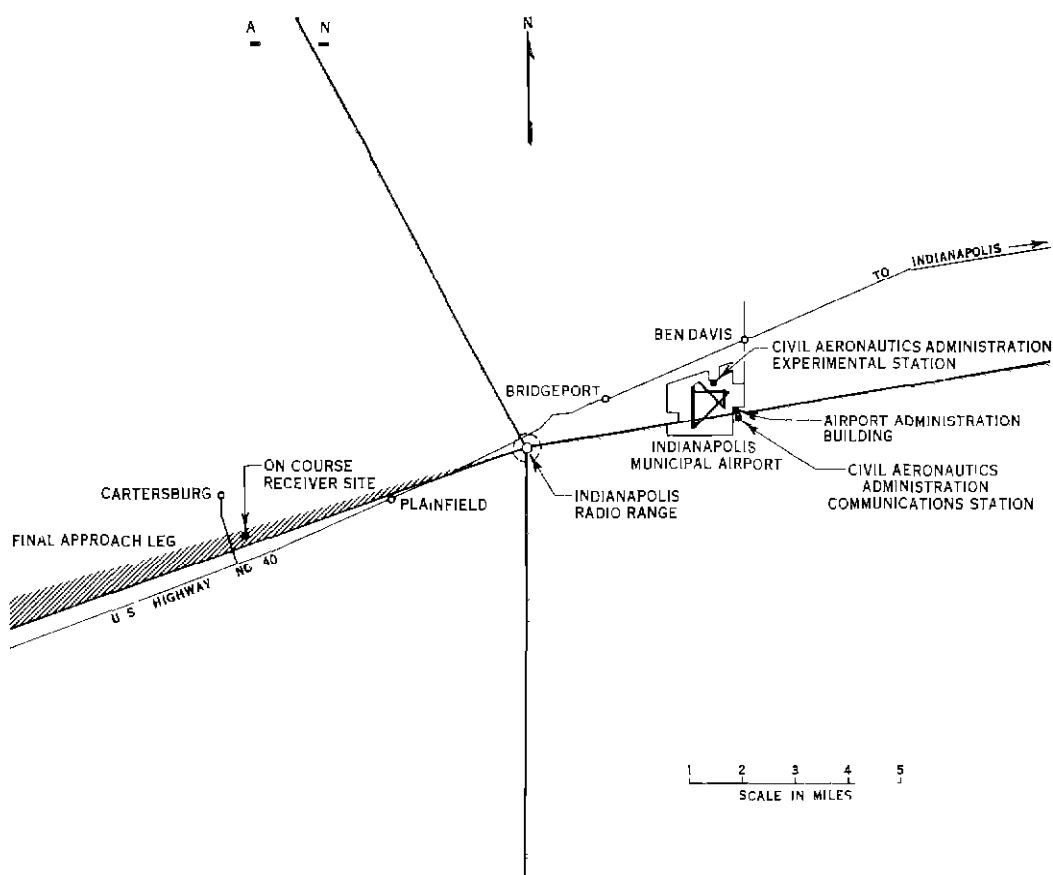 A N
N
TO INDIANAPOLIS
BEN DAVIS
CIVIL AERONAUTICS ADMINISTRATION
EXPERIMENTAL STATION
BRIDGEPORT
AIRPORT ADMINISTRATION
BUILDING
INDIANAPOLIS
MUNICIPAL AIRPORT
ON COURSE
RECEIVER SITE
CARTERSBURG
PLAINFIELD
INDIANAPOLIS
RADIO RANGE
CIVIL AERONAUTICS
ADMINISTRATION
COMMUNICATIONS STATION
FINAL APPROACH LEG
U S HIGHWAY NO 40
1 2 3 4 5
SCALE IN MILES